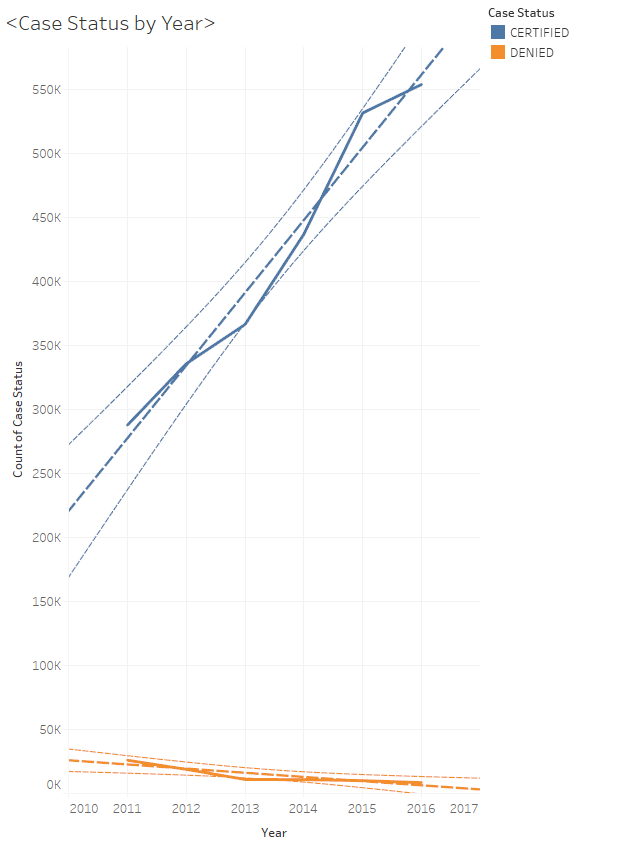 <Case Status by Year>
Case Status
CERTIFIED
DENIED
550K
500K
450K
400K
350K
300K
250K
200K
150K
100K
50K
0K
Count of Case Status
2010 2011 2012 2013 2014 2015 2016 2017
Year